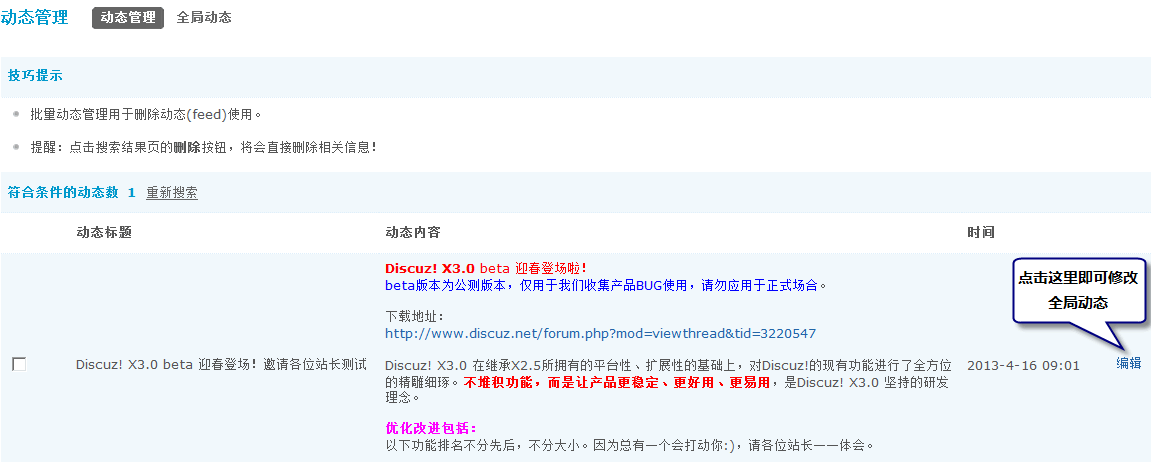 动态管理 动态管理 全局动态
技巧提示
批量动态管理用于删除动态(feed)使用。
提醒：点击搜索结果页的删除按钮，将会直接删除相关信息！
符合条件的动态数 1 重新搜索
动态标题 动态内容 时间
Discuz! X3.0 beta 迎春登场啦！
beta版本为公测版本，仅用于我们收集产品BUG使用，请勿应用于正式场合。
点击这里即可修改
全局动态
下载地址：
http://www.discuz.net/forum.php?mod=viewthread&tid=3220547
Discuz! X3.0 beta 迎春登场！邀请各位站长测试
Discuz! X3.0 在继承X2.5所拥有的平台性、扩展性的基础上，对Discuz!的现有功能进行了全方位
的精雕细琢。不堆积功能，而是让产品更稳定、更好用、更易用，是Discuz! X3.0 坚持的研发
理念。
2013-4-16 09:01 编辑
优化改进包括：
以下功能排名不分先后，不分大小。因为总有一个会打动你:)，请各位站长一一体会。